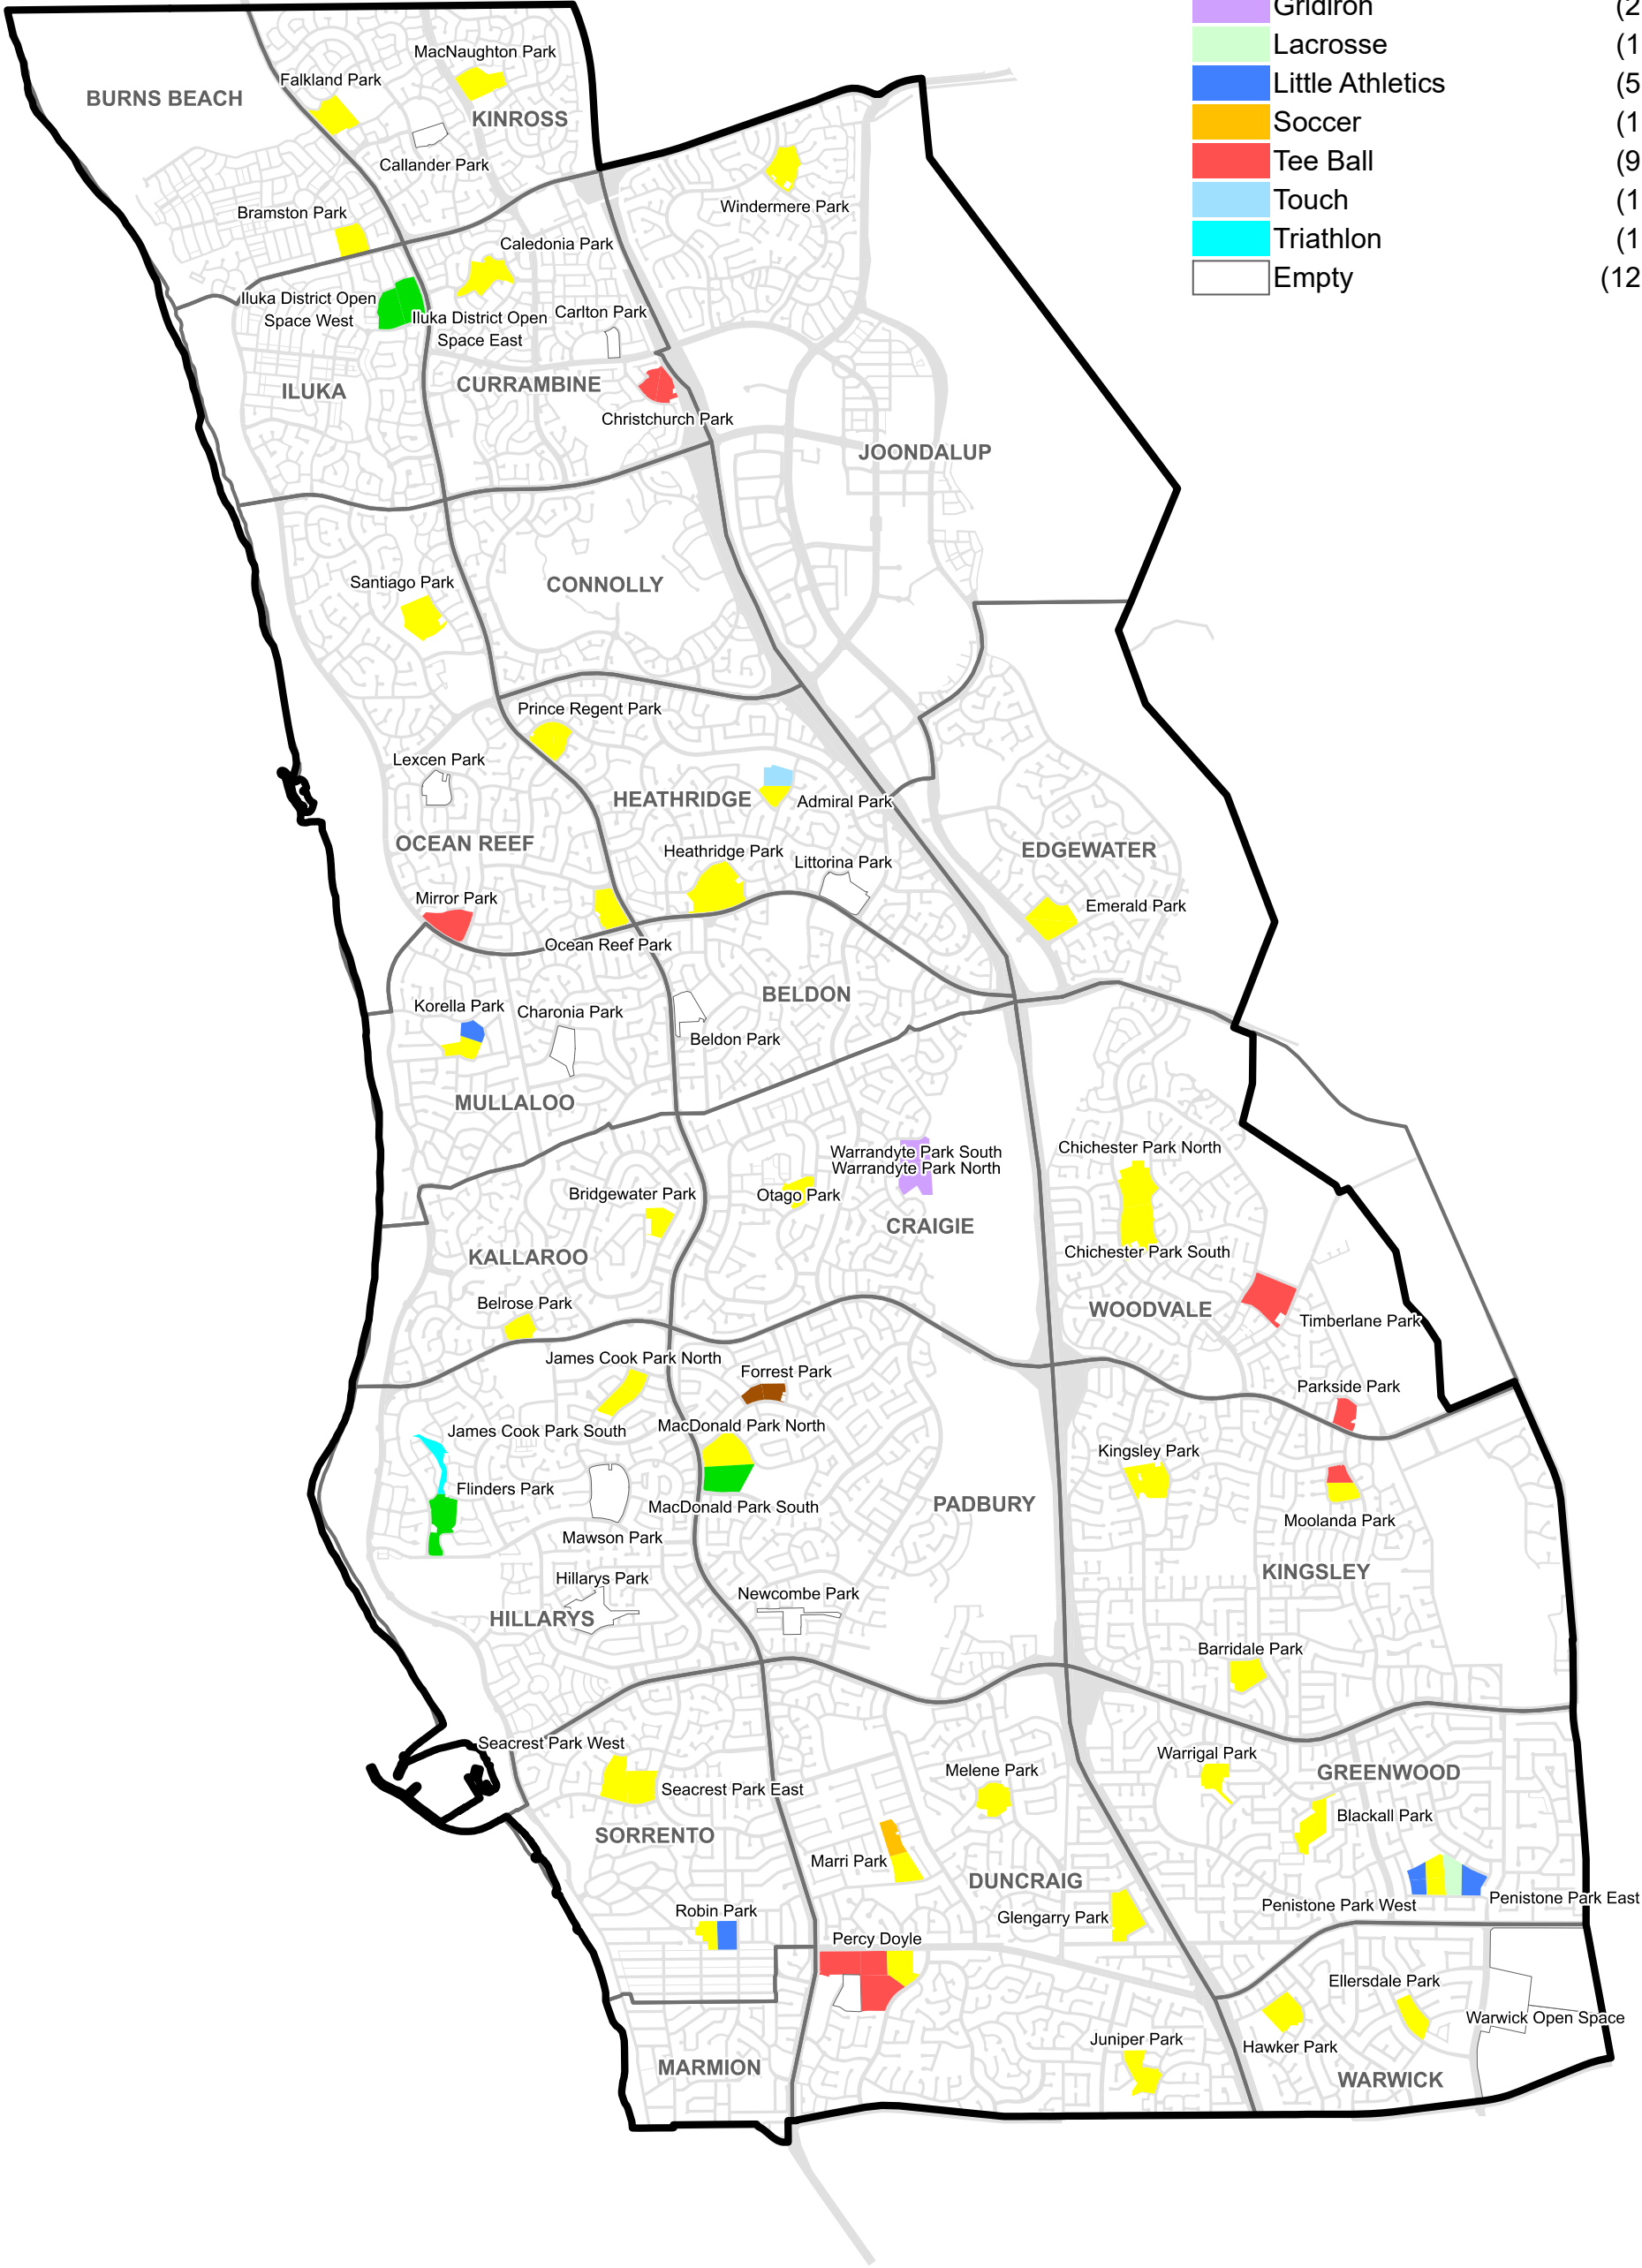 Gridiron (2
Lacrosse (1
Little Athletics (5
Soccer (1
Tee Ball (9
Touch (1
Triathlon (1
Empty (12
MacNaughton Park
Falkland Park
BURNS BEACH
KINROSS
Callander Park
Windermere Park
Bramston Park
Caledonia Park
Iluka District Open
Space West
Iluka District Open
Space East
Carlton Park
ILUKA
CURRAMBINE
Christchurch Park
JOONDALUP
Santiago Park
CONNOLLY
Prince Regent Park
Lexcen Park
HEATHRIDGE
Admiral Park
OCEAN REEF
Heathridge Park
Littorina Park
EDGEWATER
Mirror Park
Emerald Park
Ocean Reef Park
BELDON
Korella Park
Charonia Park
Beldon Park
MULLALOO
Warrandyte Park South
Warrandyte Park North
Chichester Park North
Bridgewater Park
Otago Park
CRAIGIE
KALLAROO
Chichester Park South
Belrose Park
WOODVALE
Timberlane Park
James Cook Park North
Forrest Park
Parkside Park
James Cook Park South
MacDonald Park North
Kingsley Park
Flinders Park
MacDonald Park South
PADBURY
Moolanda Park
Mawson Park
KINGSLEY
Hillarys Park
Newcombe Park
HILLARYS
Barridale Park
Seacrest Park West
Warrigal Park
Melene Park
GREENWOOD
Seacrest Park East
Blackall Park
SORRENTO
Marri Park
DUNCRAIG
Penistone Park West
Penistone Park East
Robin Park
Glengarry Park
Percy Doyle
Ellersdale Park
Warwick Open Space
Juniper Park
Hawker Park
MARMION
WARWICK